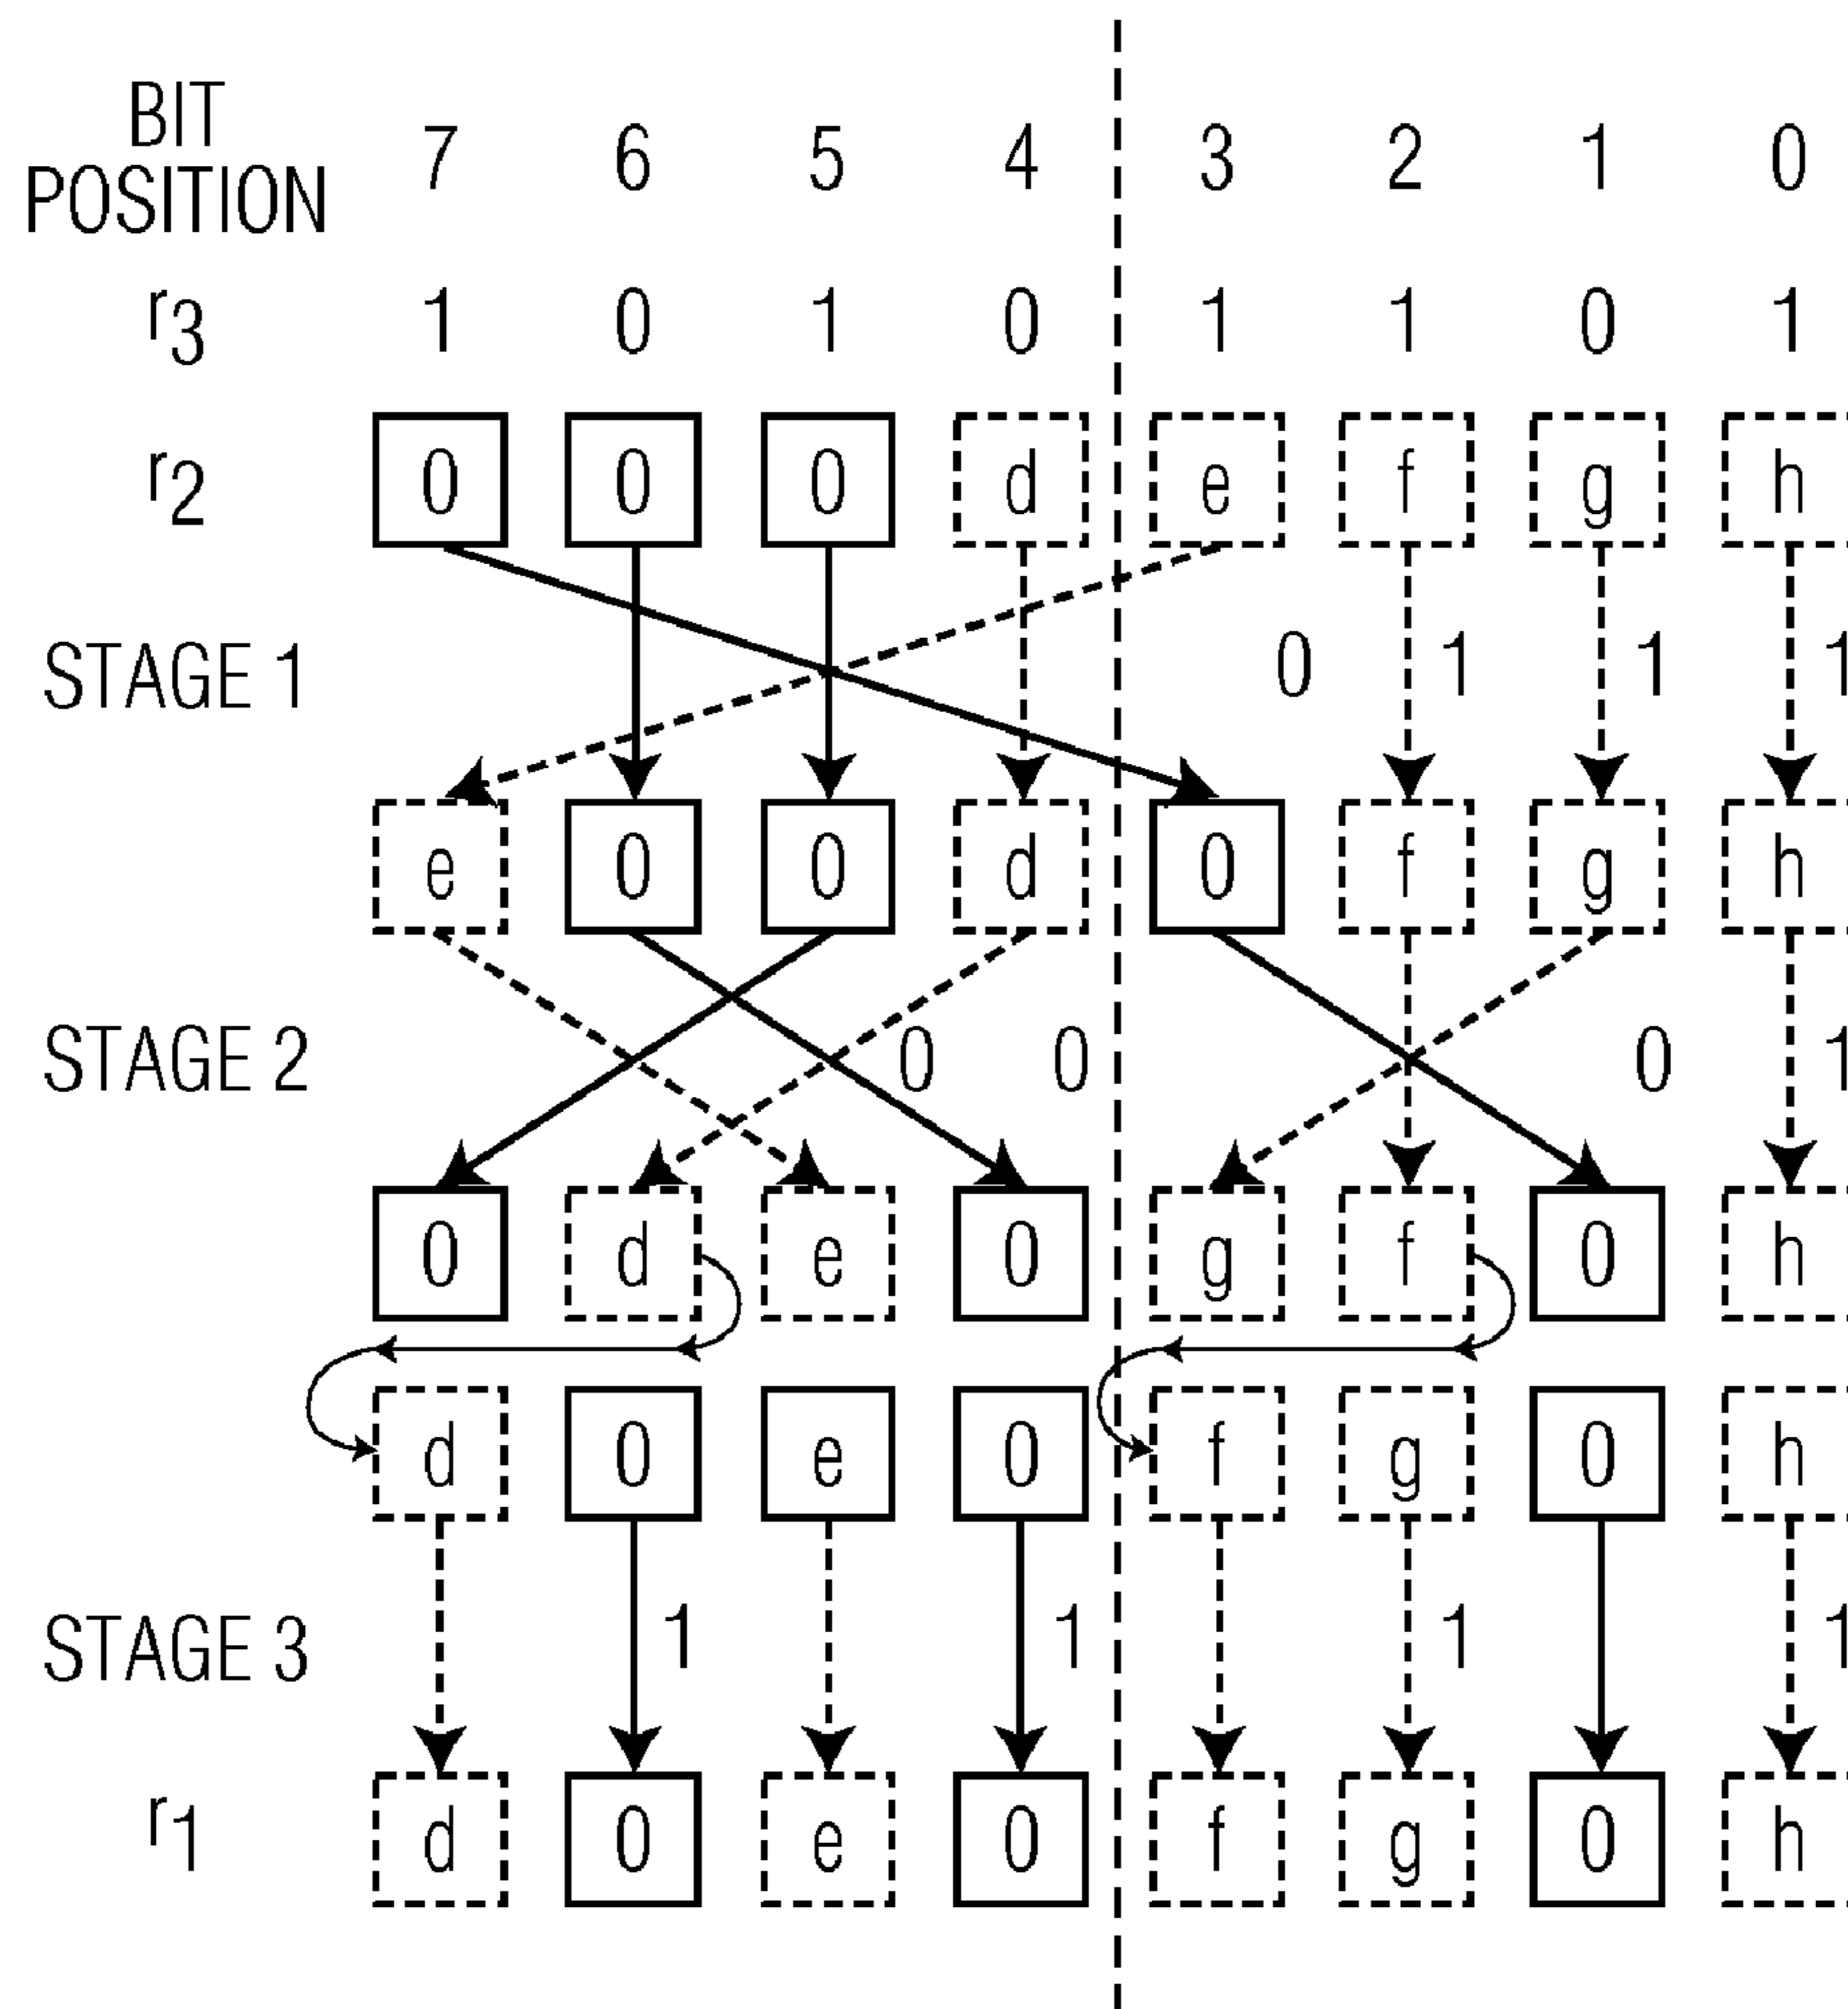 BIT
POSITION 7 6 5 4 3 2 1 0
r3 1 0 1 0 1 1 0 1
r2 0 0 0 d e f g h
STAGE 1 0 1 1 1
e 0 0 d 0 f g h
STAGE 2 0 0 0 1
0 d e 0 g f 0 h
d 0 e 0 f g 0 h
STAGE 3 1 1 1 1
r1 d 0 e 0 f g 0 h